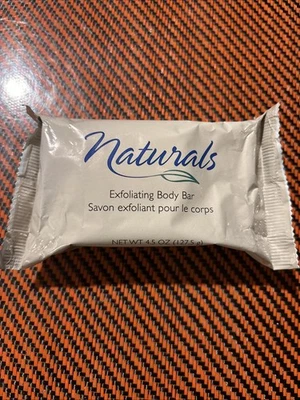 Naturals
Exfoliating Body Bar
Savon exfoliant pour le corps
NET WT 4.5 OZ (127.5 g)